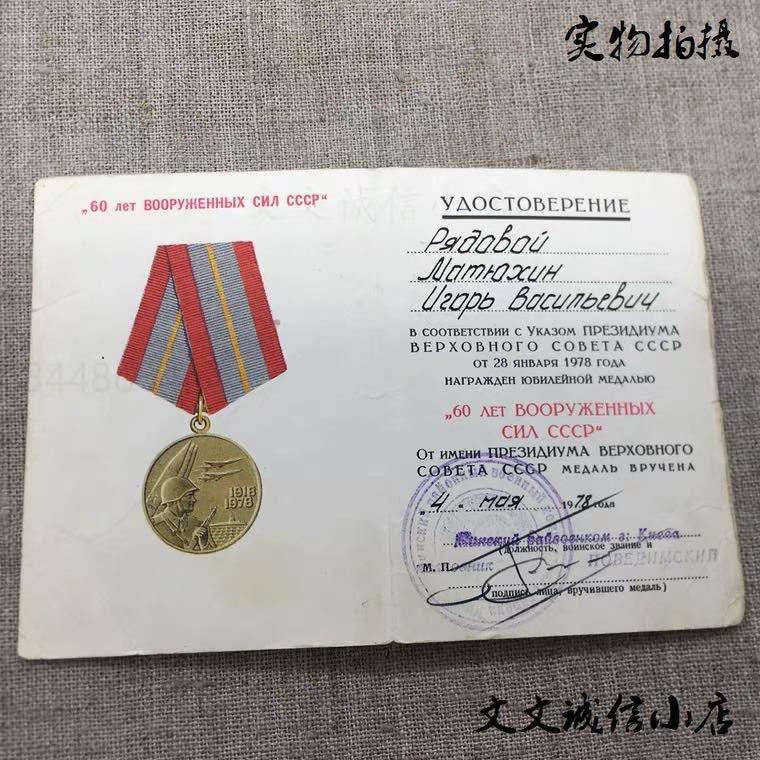 实物拍摄
„60 лет ВООРУЖЕННЫХ СИЛ СССР“
1918
1978
УДОСТОВЕРЕНИЕ
Рядовой
Матюхин
Игорь Васильевич
в соответствии с Указом ПРЕЗИДИУМА
ВЕРХОВНОГО СОВЕТА СССР
от 28 января 1978 года
НАГРАЖДЕН ЮБИЛЕЙНОЙ МЕДАЛЬЮ
„60 ЛЕТ ВООРУЖЕННЫХ
СИЛ СССР“
От имени ПРЕЗИДИУМА ВЕРХОВНОГО
СОВЕТА СССР МЕДАЛЬ ВРУЧЕНА
„4 „ мая 1978 года
г. Киева
(должность, воинское звание и
М. П. ПОБЕДИМСКИЙ
(подпись лица, вручившего медаль)
文文诚信小店